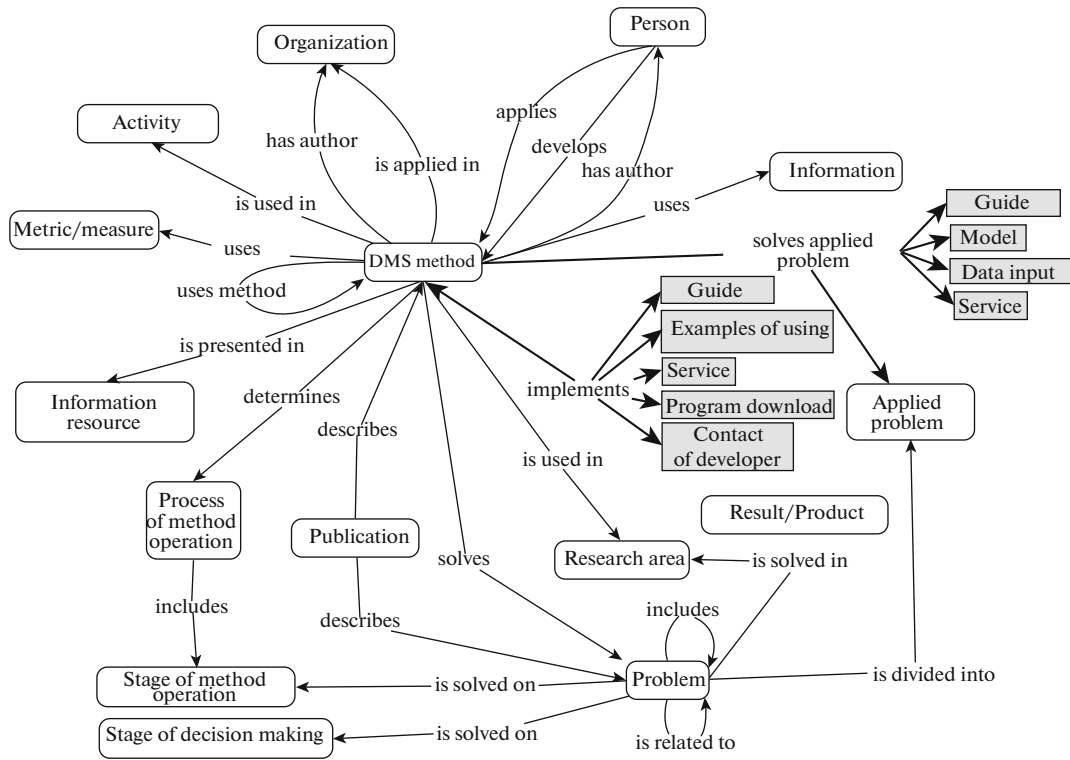 Person
Organization
applies
Activity
has author
develops
is applied in
has author
Information
is used in
uses
Guide
Metric/measure
uses
solves applied
problem
Model
DMS method
Data input
uses method
Guide
Service
Examples of using
is presented in
Service
implements
determines
Program download
Information
resource
Applied
problem
describes
Contact
of developer
is used in
Process
of method
operation
Result/Product
Publication
Research area
solves
is solved in
includes
includes
describes
is divided into
Stage of method
operation
is solved on
Problem
Stage of decision making
is solved on
is related to